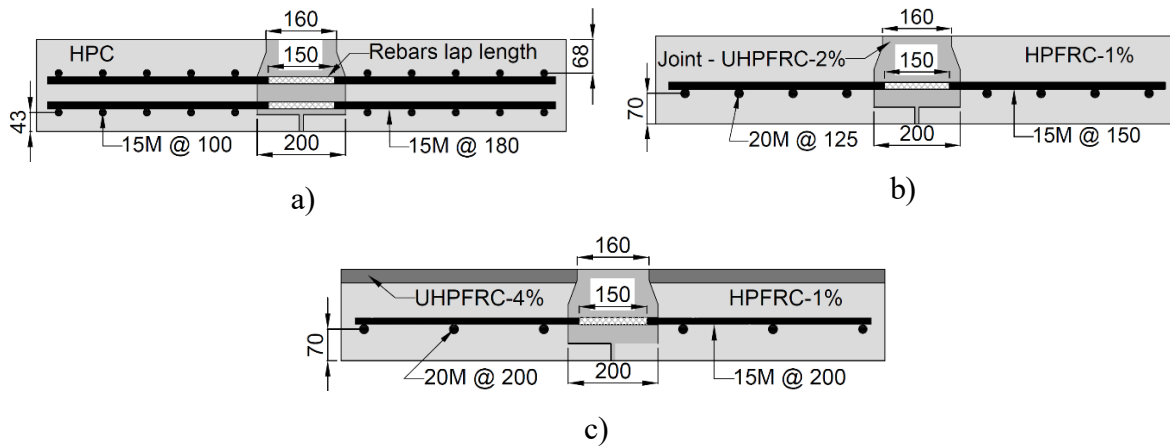 160
HPC
150
Rebars lap length
68
43
15M @ 100
200
15M @ 180
a)
160
Joint - UHPFRC-2%
150
HPFRC-1%
70
20M @ 125
200
15M @ 150
b)
160
UHPFRC-4%
150
HPFRC-1%
70
20M @ 200
200
15M @ 200
c)